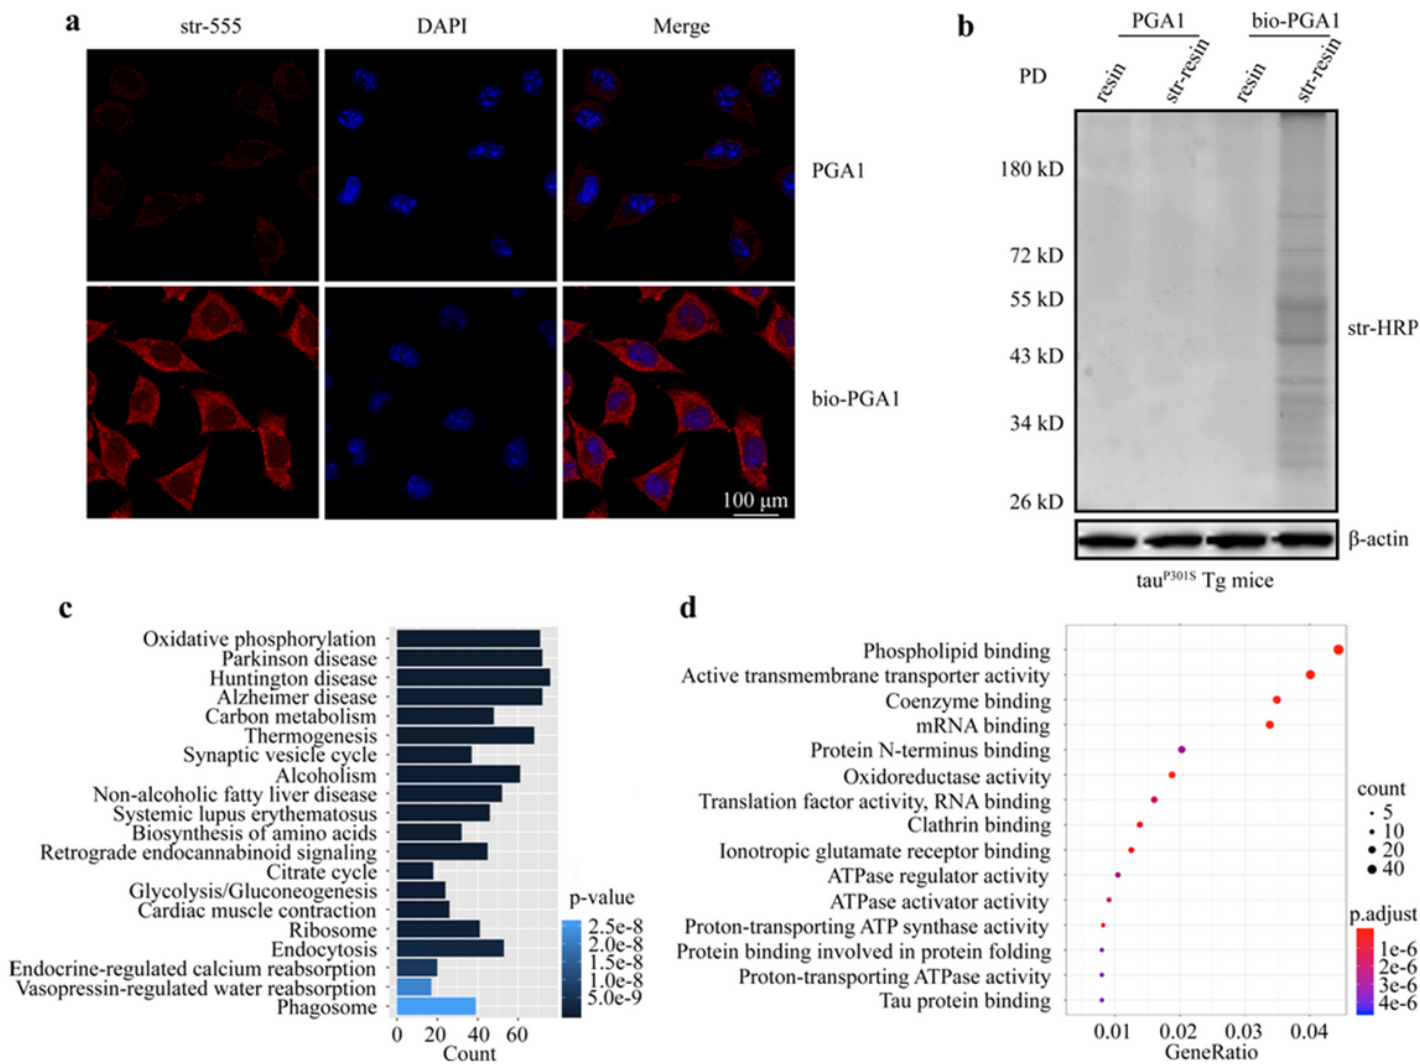 a
str-555
DAPI
Merge
PGA1
bio-PGA1
100 μm
b
PGA1
bio-PGA1
PD
resin
str-resin
resin
str-resin
180 kD
72 kD
55 kD
43 kD
34 kD
26 kD
str-HRP
β-actin
tauP301S Tg mice
c
Oxidative phosphorylation
Parkinson disease
Huntington disease
Alzheimer disease
Carbon metabolism
Thermogenesis
Synaptic vesicle cycle
Alcoholism
Non-alcoholic fatty liver disease
Systemic lupus erythematosus
Biosynthesis of amino acids
Retrograde endocannabinoid signaling
Citrate cycle
Glycolysis/Gluconeogenesis
Cardiac muscle contraction
Ribosome
Endocytosis
Endocrine-regulated calcium reabsorption
Vasopressin-regulated water reabsorption
Phagosome
0 20 40 60
Count
p-value
2.5e-8
2.0e-8
1.5e-8
1.0e-8
5.0e-9
d
Phospholipid binding
Active transmembrane transporter activity
Coenzyme binding
mRNA binding
Protein N-terminus binding
Oxidoreductase activity
Translation factor activity, RNA binding
Clathrin binding
Ionotropic glutamate receptor binding
ATPase regulator activity
ATPase activator activity
Proton-transporting ATP synthase activity
Protein binding involved in protein folding
Proton-transporting ATPase activity
Tau protein binding
0.01 0.02 0.03 0.04
GeneRatio
count
5
10
20
40
p.adjust
1e-6
2e-6
3e-6
4e-6